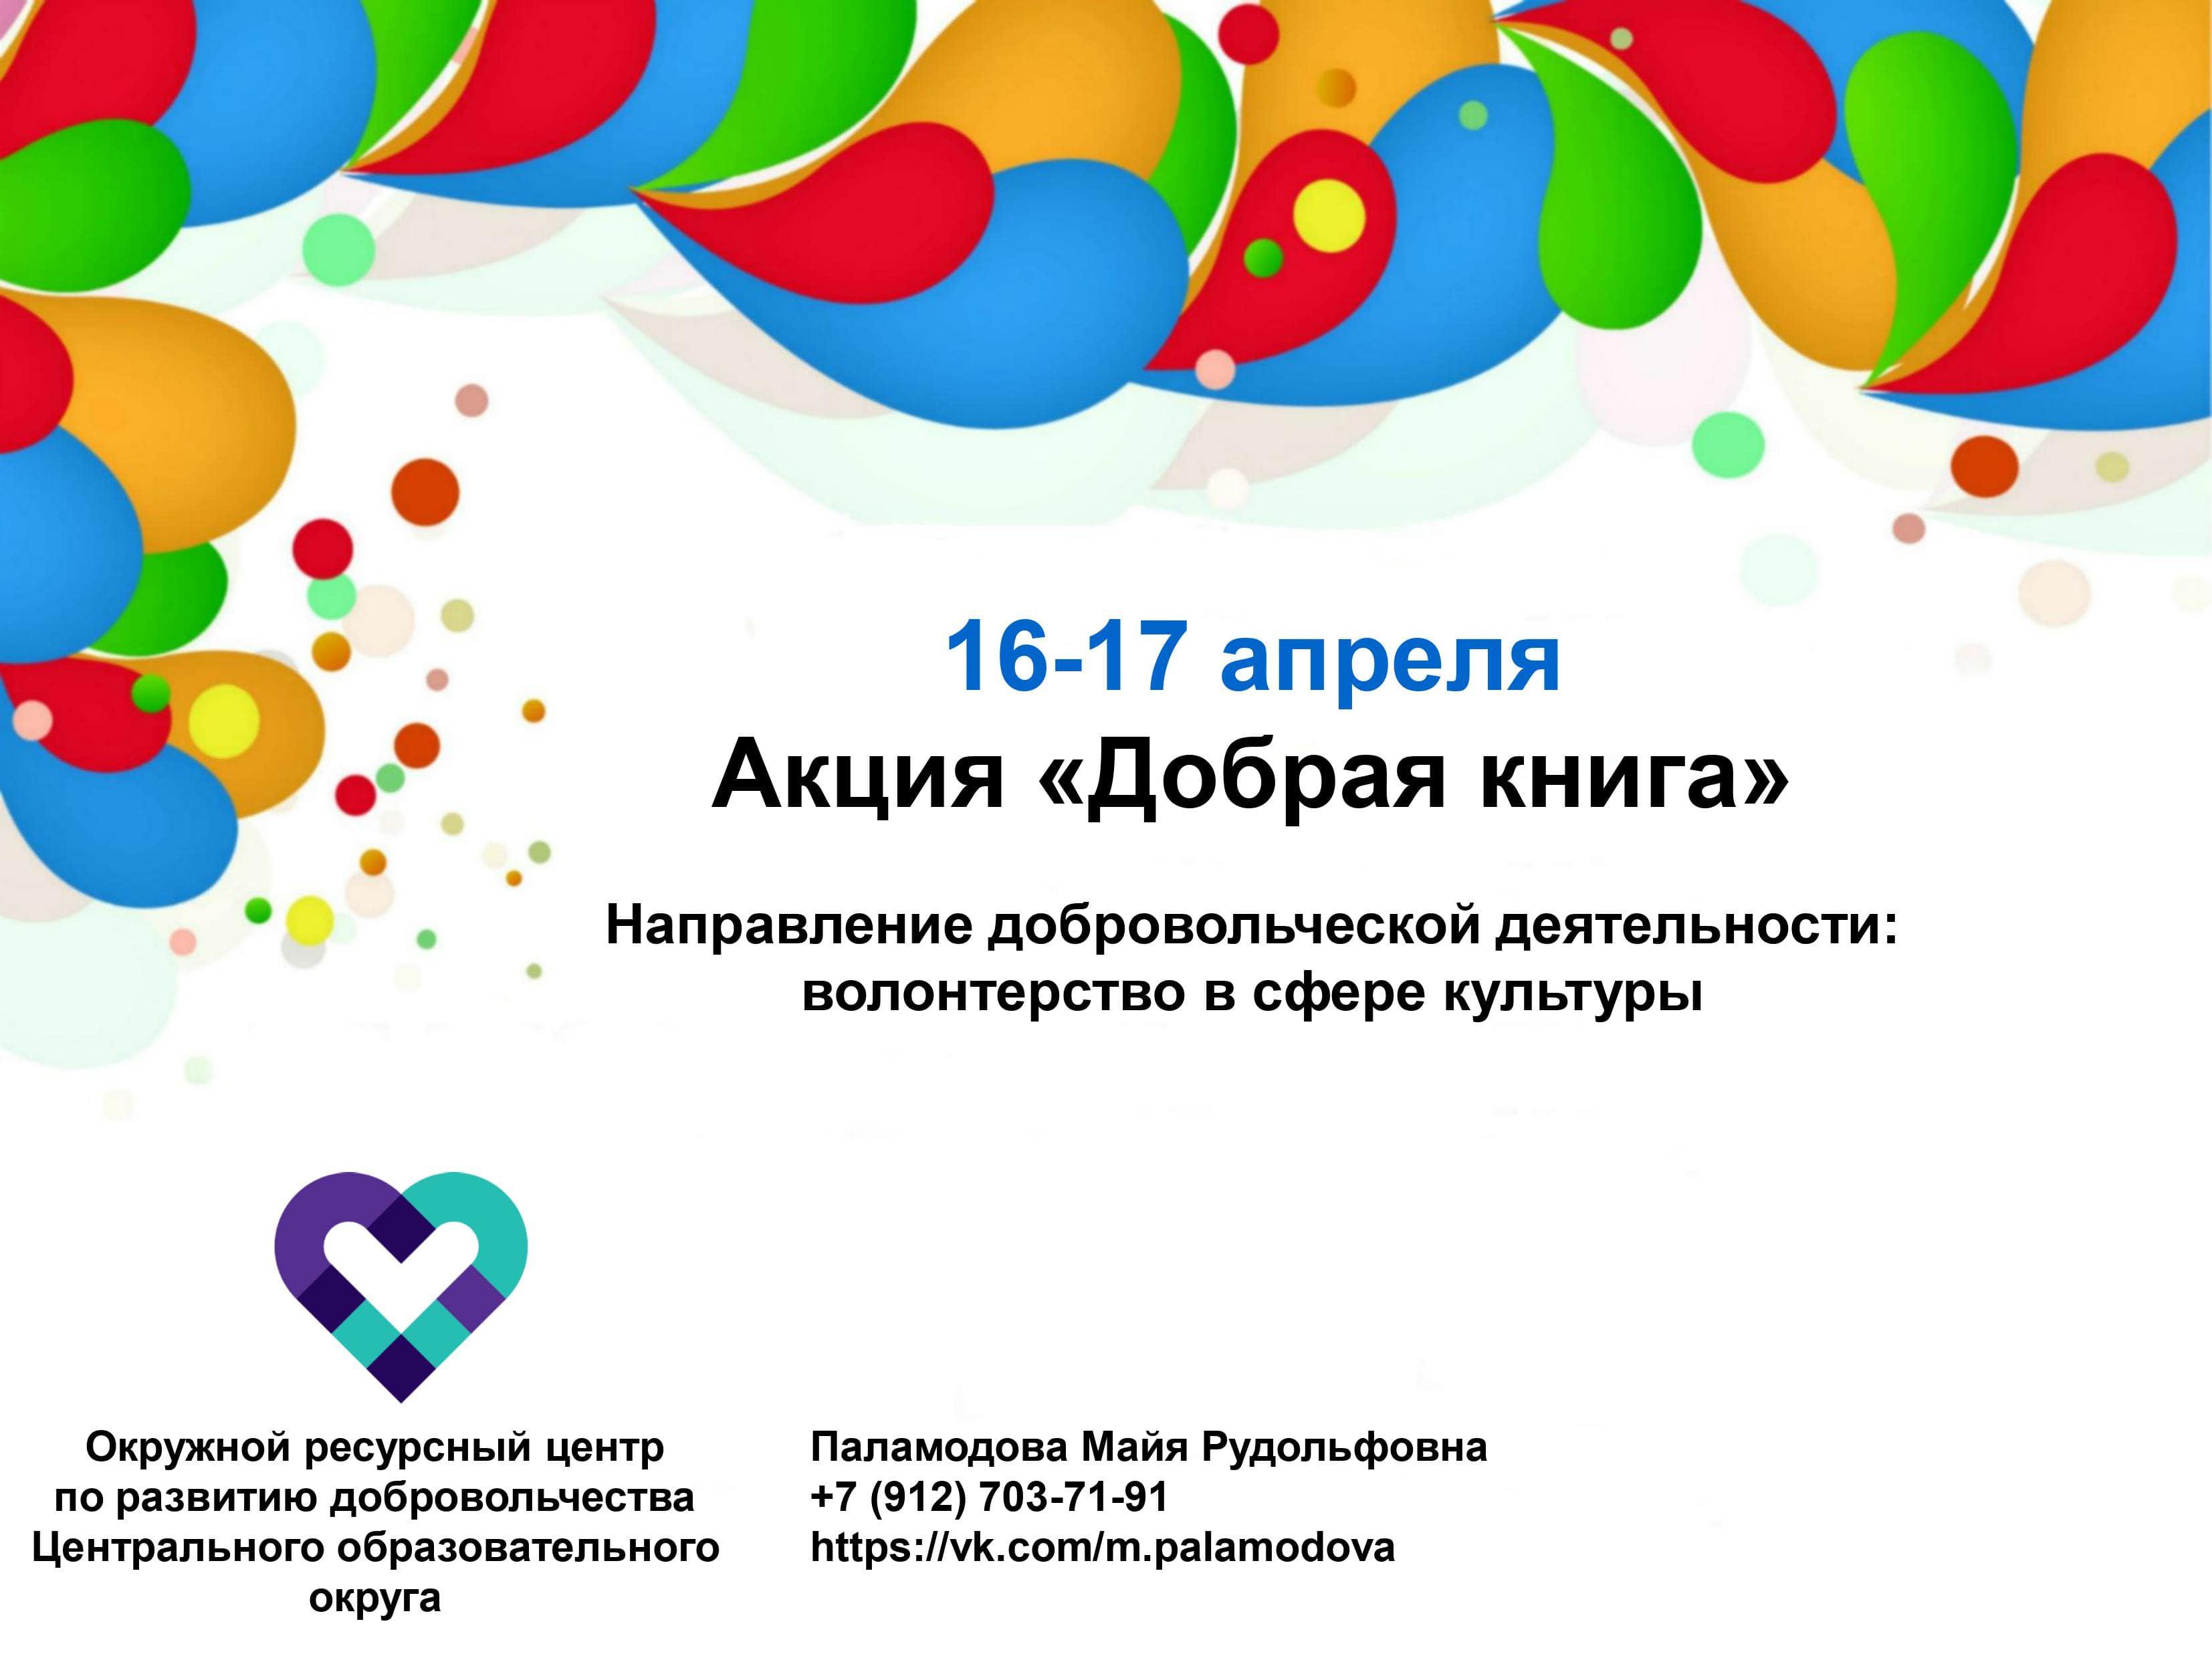 16-17 апреля
Акция «Добрая книга»
Направление добровольческой деятельности:
волонтерство в сфере культуры
Окружной ресурсный центр
по развитию добровольчества
Центрального образовательного
округа
Паламодова Майя Рудольфовна
+7 (912) 703-71-91
https://vk.com/m.palamodova